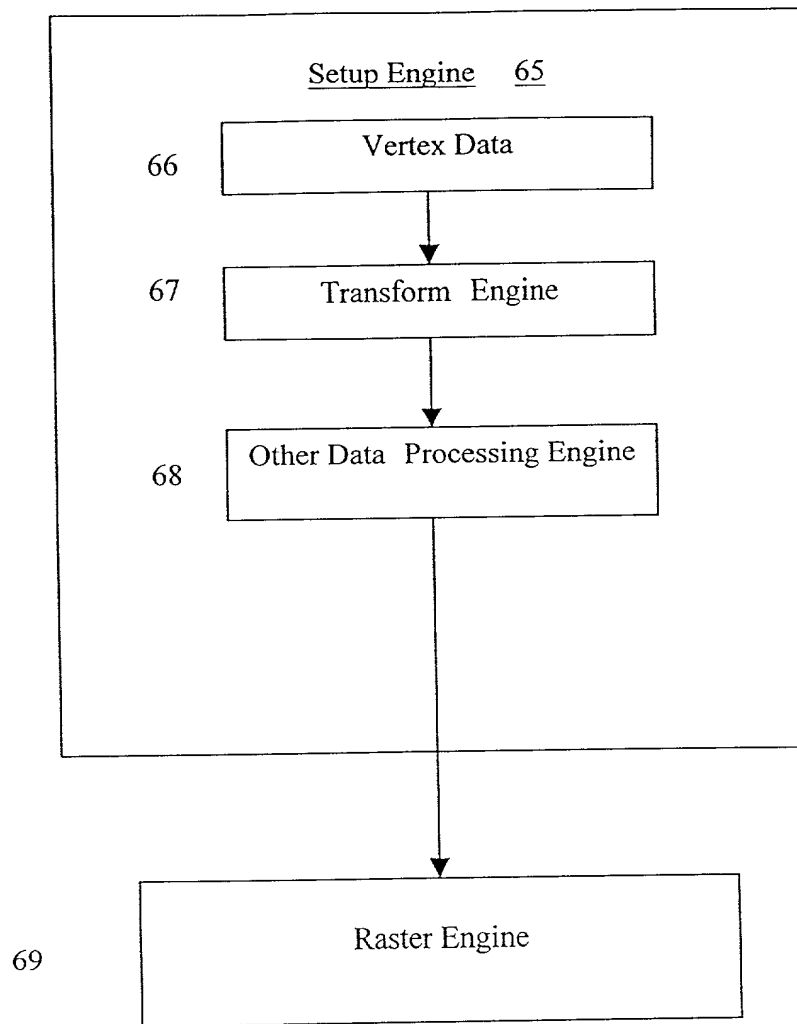 Setup Engine 65
66
Vertex Data
67
Transform Engine
68
Other Data Processing Engine
69
Raster Engine